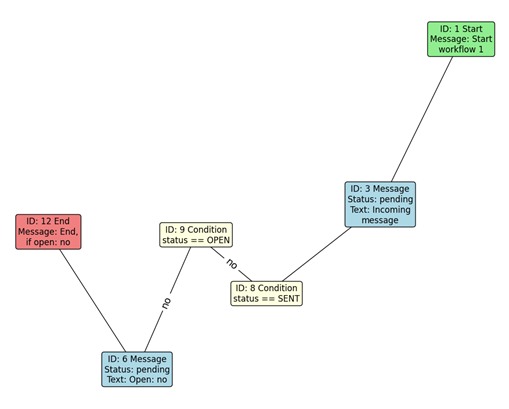 ID: 1 Start
Message: Start
workflow 1
ID: 3 Message
Status: pending
Text: Incoming
message
ID: 12 End
Message: End,
if open: no
ID: 9 Condition
status == OPEN
no
ID: 8 Condition
status == SENT
no
ID: 6 Message
Status: pending
Text: Open: no